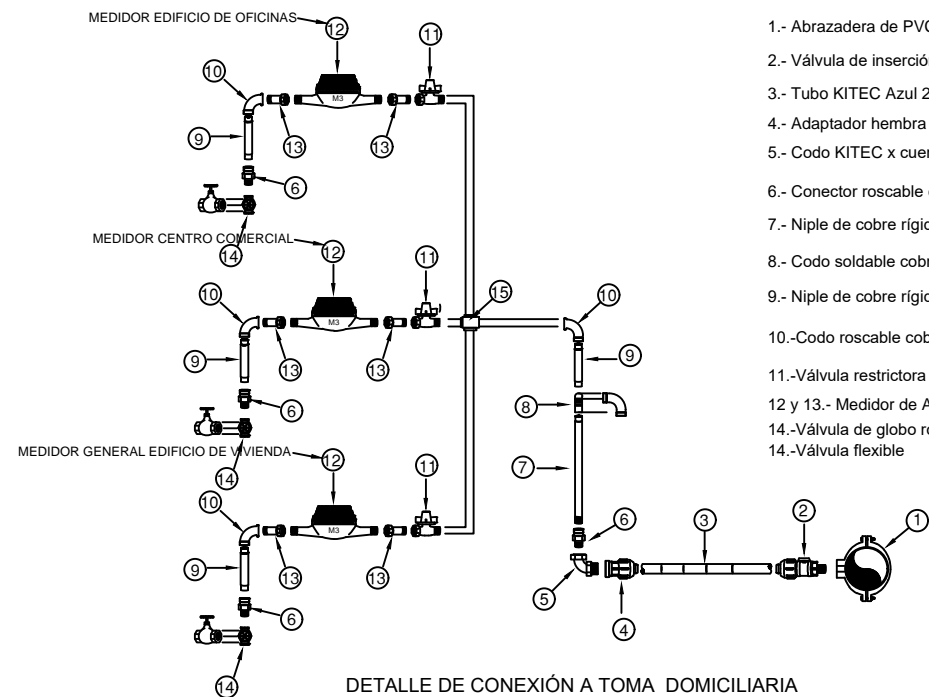 MEDIDOR EDIFICIO DE OFICINAS
12
11
10
M3
13
13
9
6
14
MEDIDOR CENTRO COMERCIAL
12
11
15
10
10
M3
13
13
9
9
6
8
14
MEDIDOR GENERAL EDIFICIO DE VIVIENDA
12
11
7
10
M3
13
13
6
3
2
1
9
5
4
6
14
DETALLE DE CONEXIÓN A TOMA DOMICILIARIA
1.- Abrazadera de PVC
2.- Válvula de inserción
3.- Tubo KITEC Azul 2
4.- Adaptador hembra
5.- Codo KITEC x cuer
6.- Conector roscable
7.- Niple de cobre rígid
8.- Codo soldable cobr
9.- Niple de cobre rígid
10.-Codo roscable cob
11.-Válvula restrictora
12 y 13.- Medidor de A
14.-Válvula de globo ro
14.-Válvula flexible